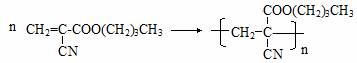 n CH₂=C-COO(CH₂)₃CH₃
CN
COO(CH₂)₃CH₃
CH₂-C
CN
n